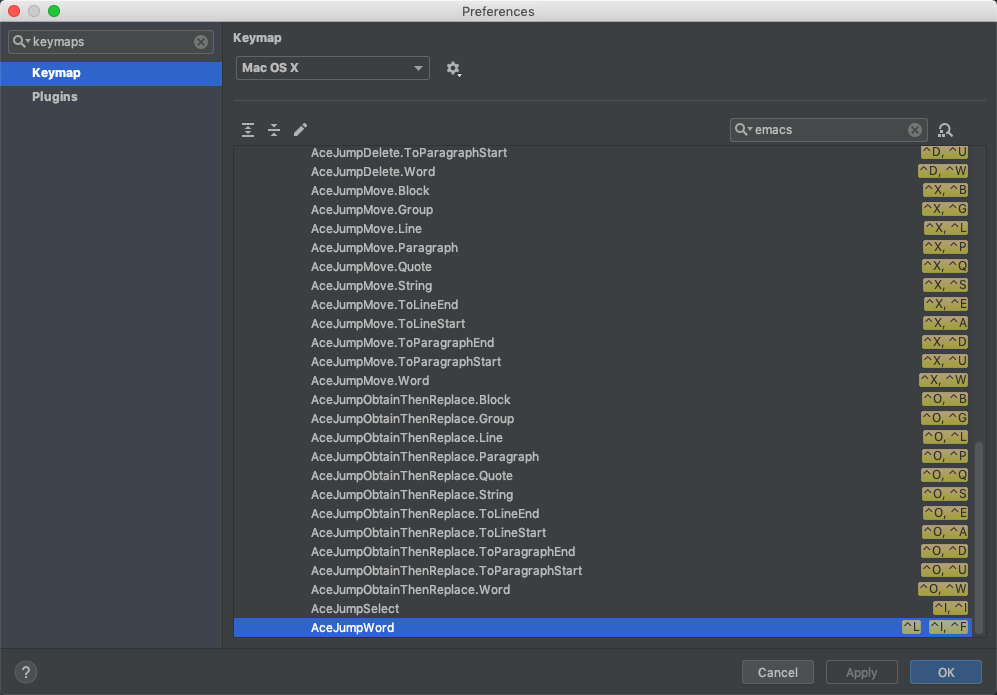 Preferences
keymaps
Keymap
Plugins
Keymap
Mac OS X
emacs
AceJumpDelete.ToParagraphStart ^D, ^U
AceJumpDelete.Word ^D, ^W
AceJumpMove.Block ^X, ^B
AceJumpMove.Group ^X, ^G
AceJumpMove.Line ^X, ^L
AceJumpMove.Paragraph ^X, ^P
AceJumpMove.Quote ^X, ^Q
AceJumpMove.String ^X, ^S
AceJumpMove.ToLineEnd ^X, ^E
AceJumpMove.ToLineStart ^X, ^A
AceJumpMove.ToParagraphEnd ^X, ^D
AceJumpMove.ToParagraphStart ^X, ^U
AceJumpMove.Word ^X, ^W
AceJumpObtainThenReplace.Block ^O, ^B
AceJumpObtainThenReplace.Group ^O, ^G
AceJumpObtainThenReplace.Line ^O, ^L
AceJumpObtainThenReplace.Paragraph ^O, ^P
AceJumpObtainThenReplace.Quote ^O, ^Q
AceJumpObtainThenReplace.String ^O, ^S
AceJumpObtainThenReplace.ToLineEnd ^O, ^E
AceJumpObtainThenReplace.ToLineStart ^O, ^A
AceJumpObtainThenReplace.ToParagraphEnd ^O, ^D
AceJumpObtainThenReplace.ToParagraphStart ^O, ^U
AceJumpObtainThenReplace.Word ^O, ^W
AceJumpSelect ^I, ^I
AceJumpWord ^L ^I, ^F
? Cancel Apply OK